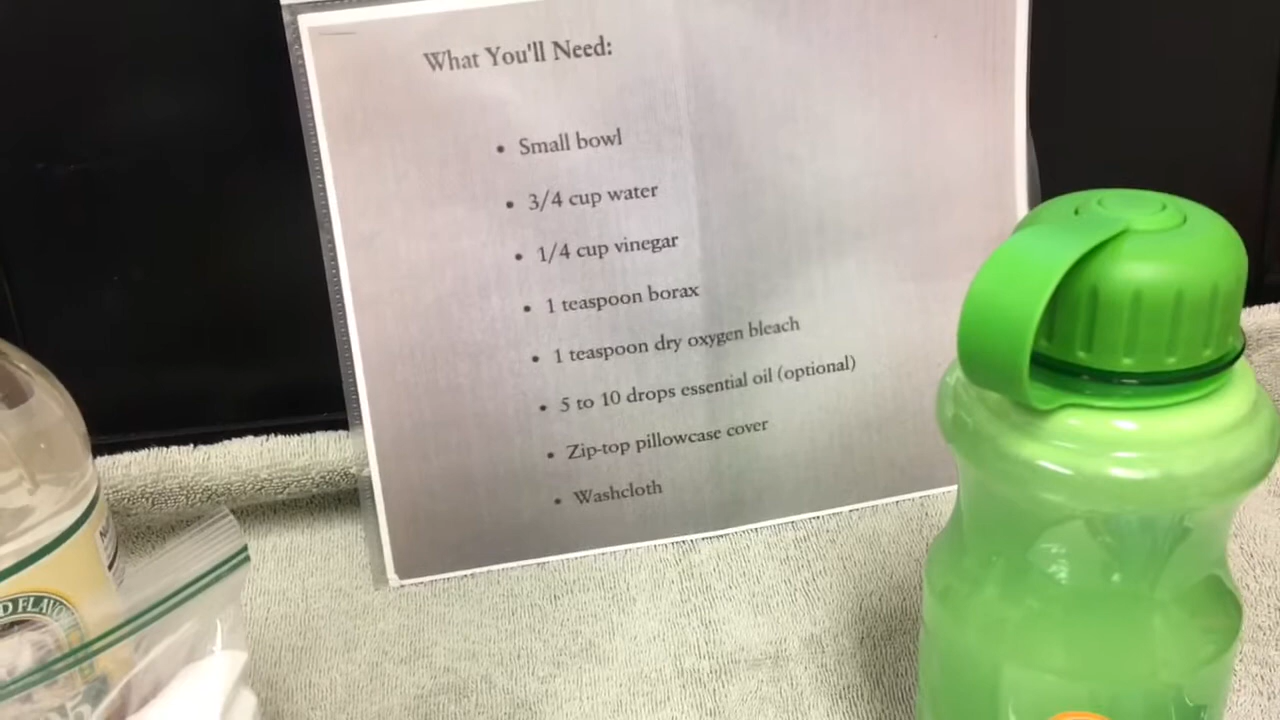 What You'll Need:
• Small bowl
• 3/4 cup water
• 1/4 cup vinegar
• 1 teaspoon borax
• 1 teaspoon dry oxygen bleach
• 5 to 10 drops essential oil (optional)
• Zip-top pillowcase cover
• Washcloth